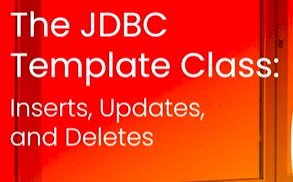 The JDBC
Template Class:
Inserts, Updates,
and Deletes